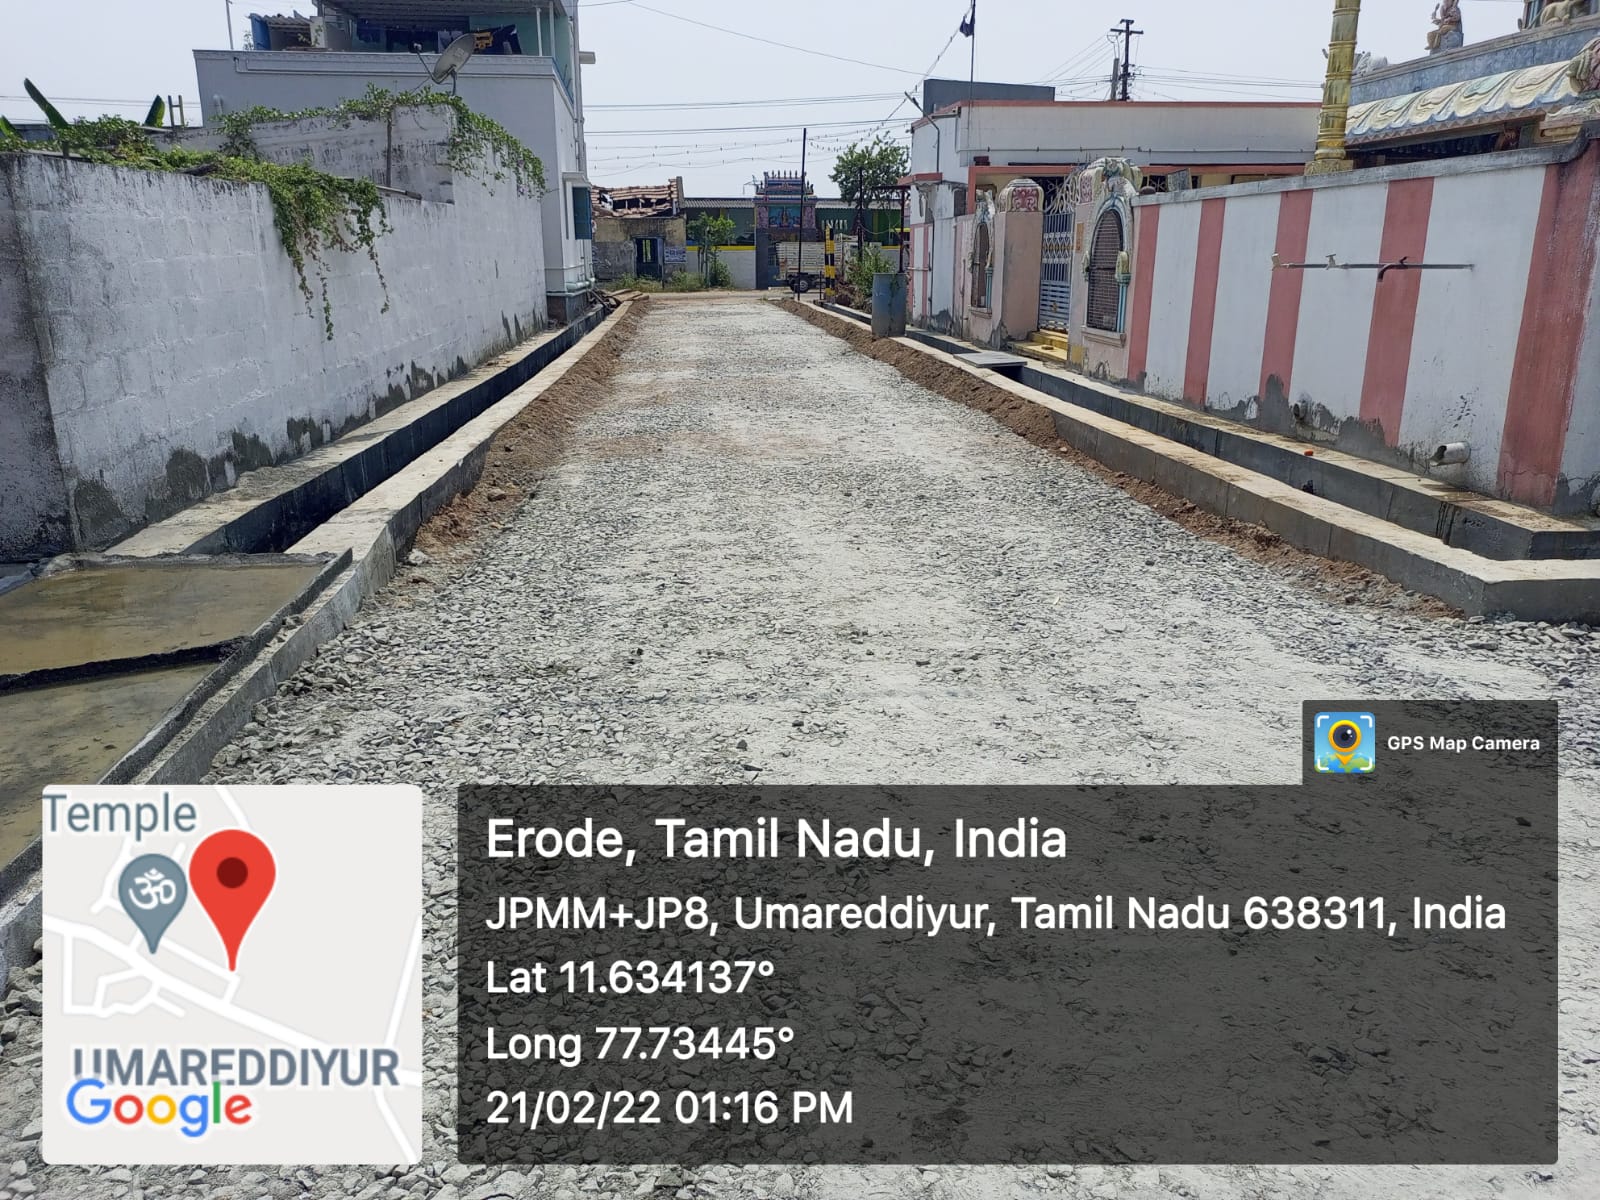 GPS Map Camera
Temple
UMAREDDIYUR
Google
Erode, Tamil Nadu, India
JPMM+JP8, Umareddiyur, Tamil Nadu 638311, India
Lat 11.634137°
Long 77.73445°
21/02/22 01:16 PM